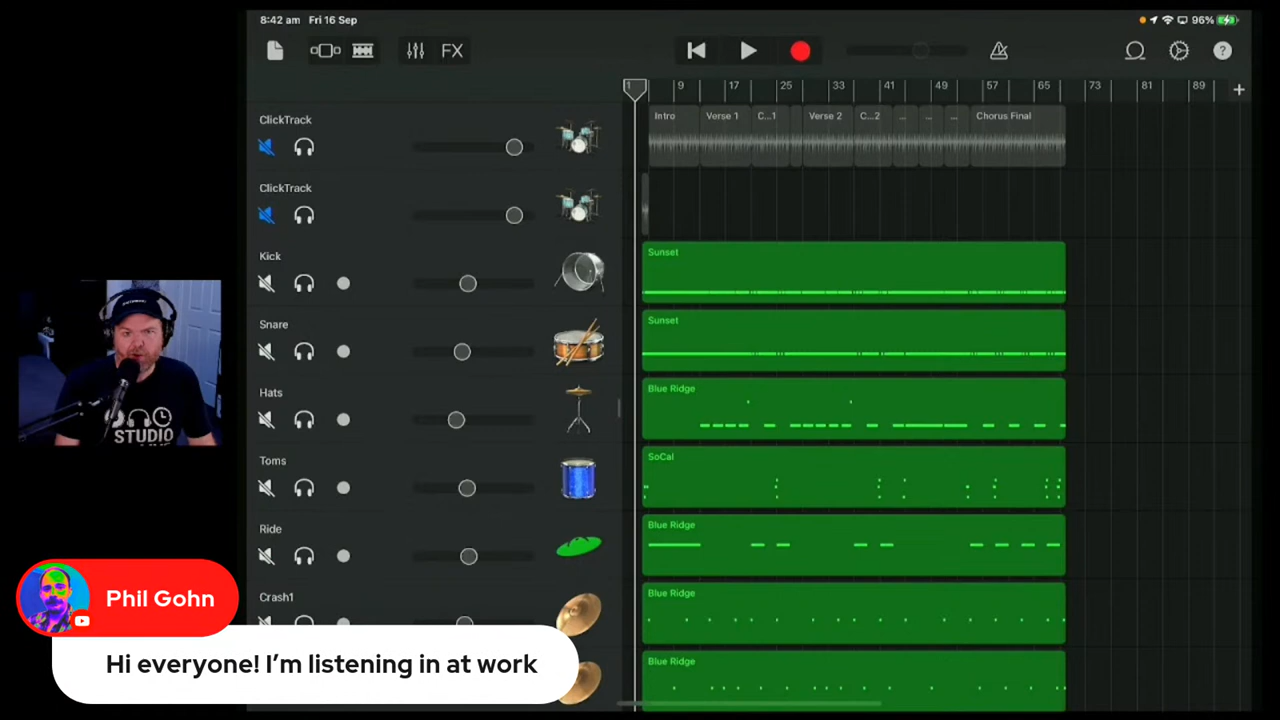 8:42 am Fri 16 Sep
96%
FX
1 9 17 25 33 41 49 57 65 73 81 89
ClickTrack
Intro Verse 1 C...1 Verse 2 C...2 ... ... ... Chorus Final
ClickTrack
Kick
Sunset
Snare
Sunset
Hats
Blue Ridge
Toms
SoCal
Ride
Blue Ridge
Crash1
Blue Ridge
Blue Ridge
STUDIO
Phil Gohn
Hi everyone! I'm listening in at work